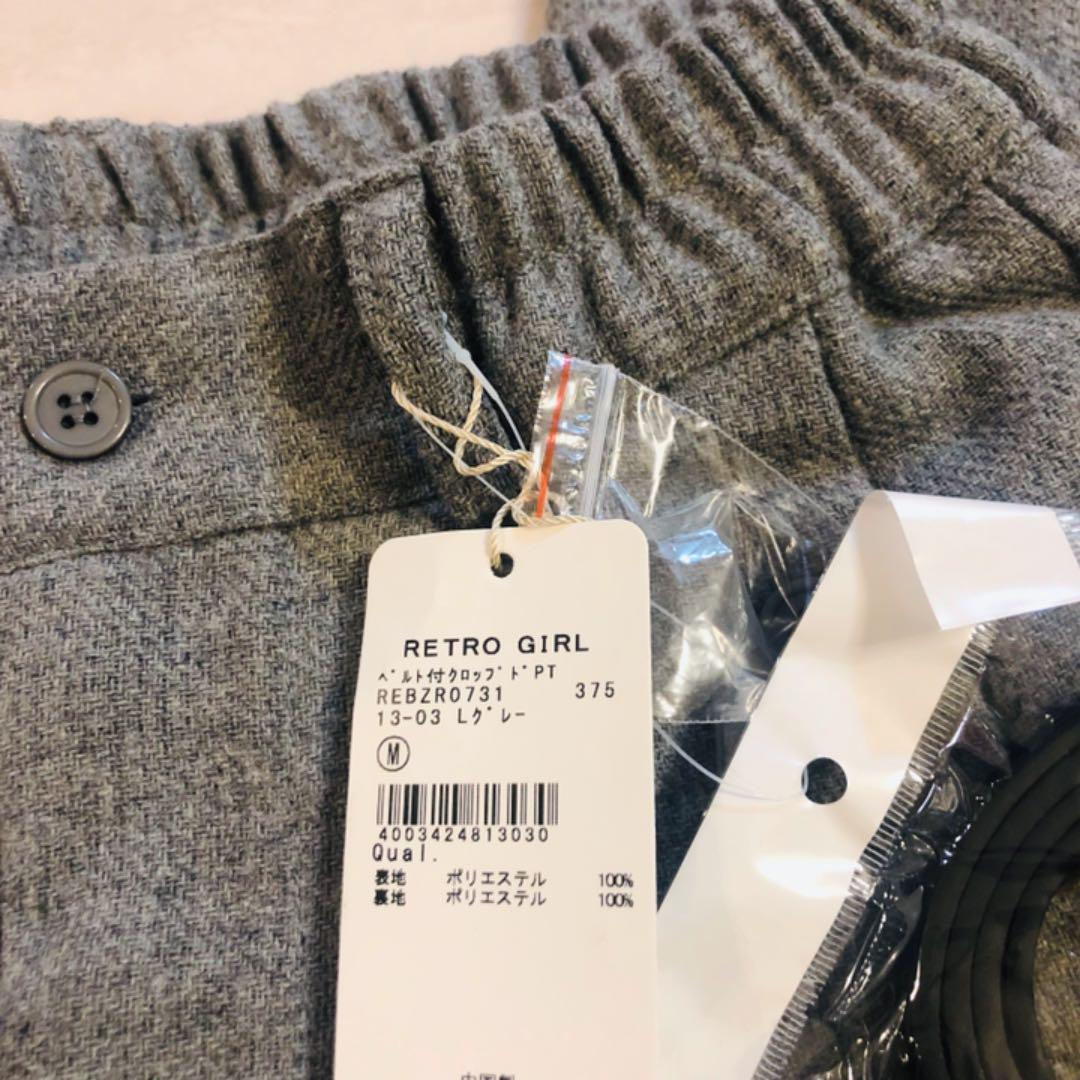 RETRO GIRL
ﾍﾞﾙﾄ付ｸﾛｯﾌﾟﾄﾞPT
REBZR0731 375
13-03 Lｸﾞﾚｰ
M
4003424813030
Qual.
表地 ポリエステル 100%
裏地 ポリエステル 100%